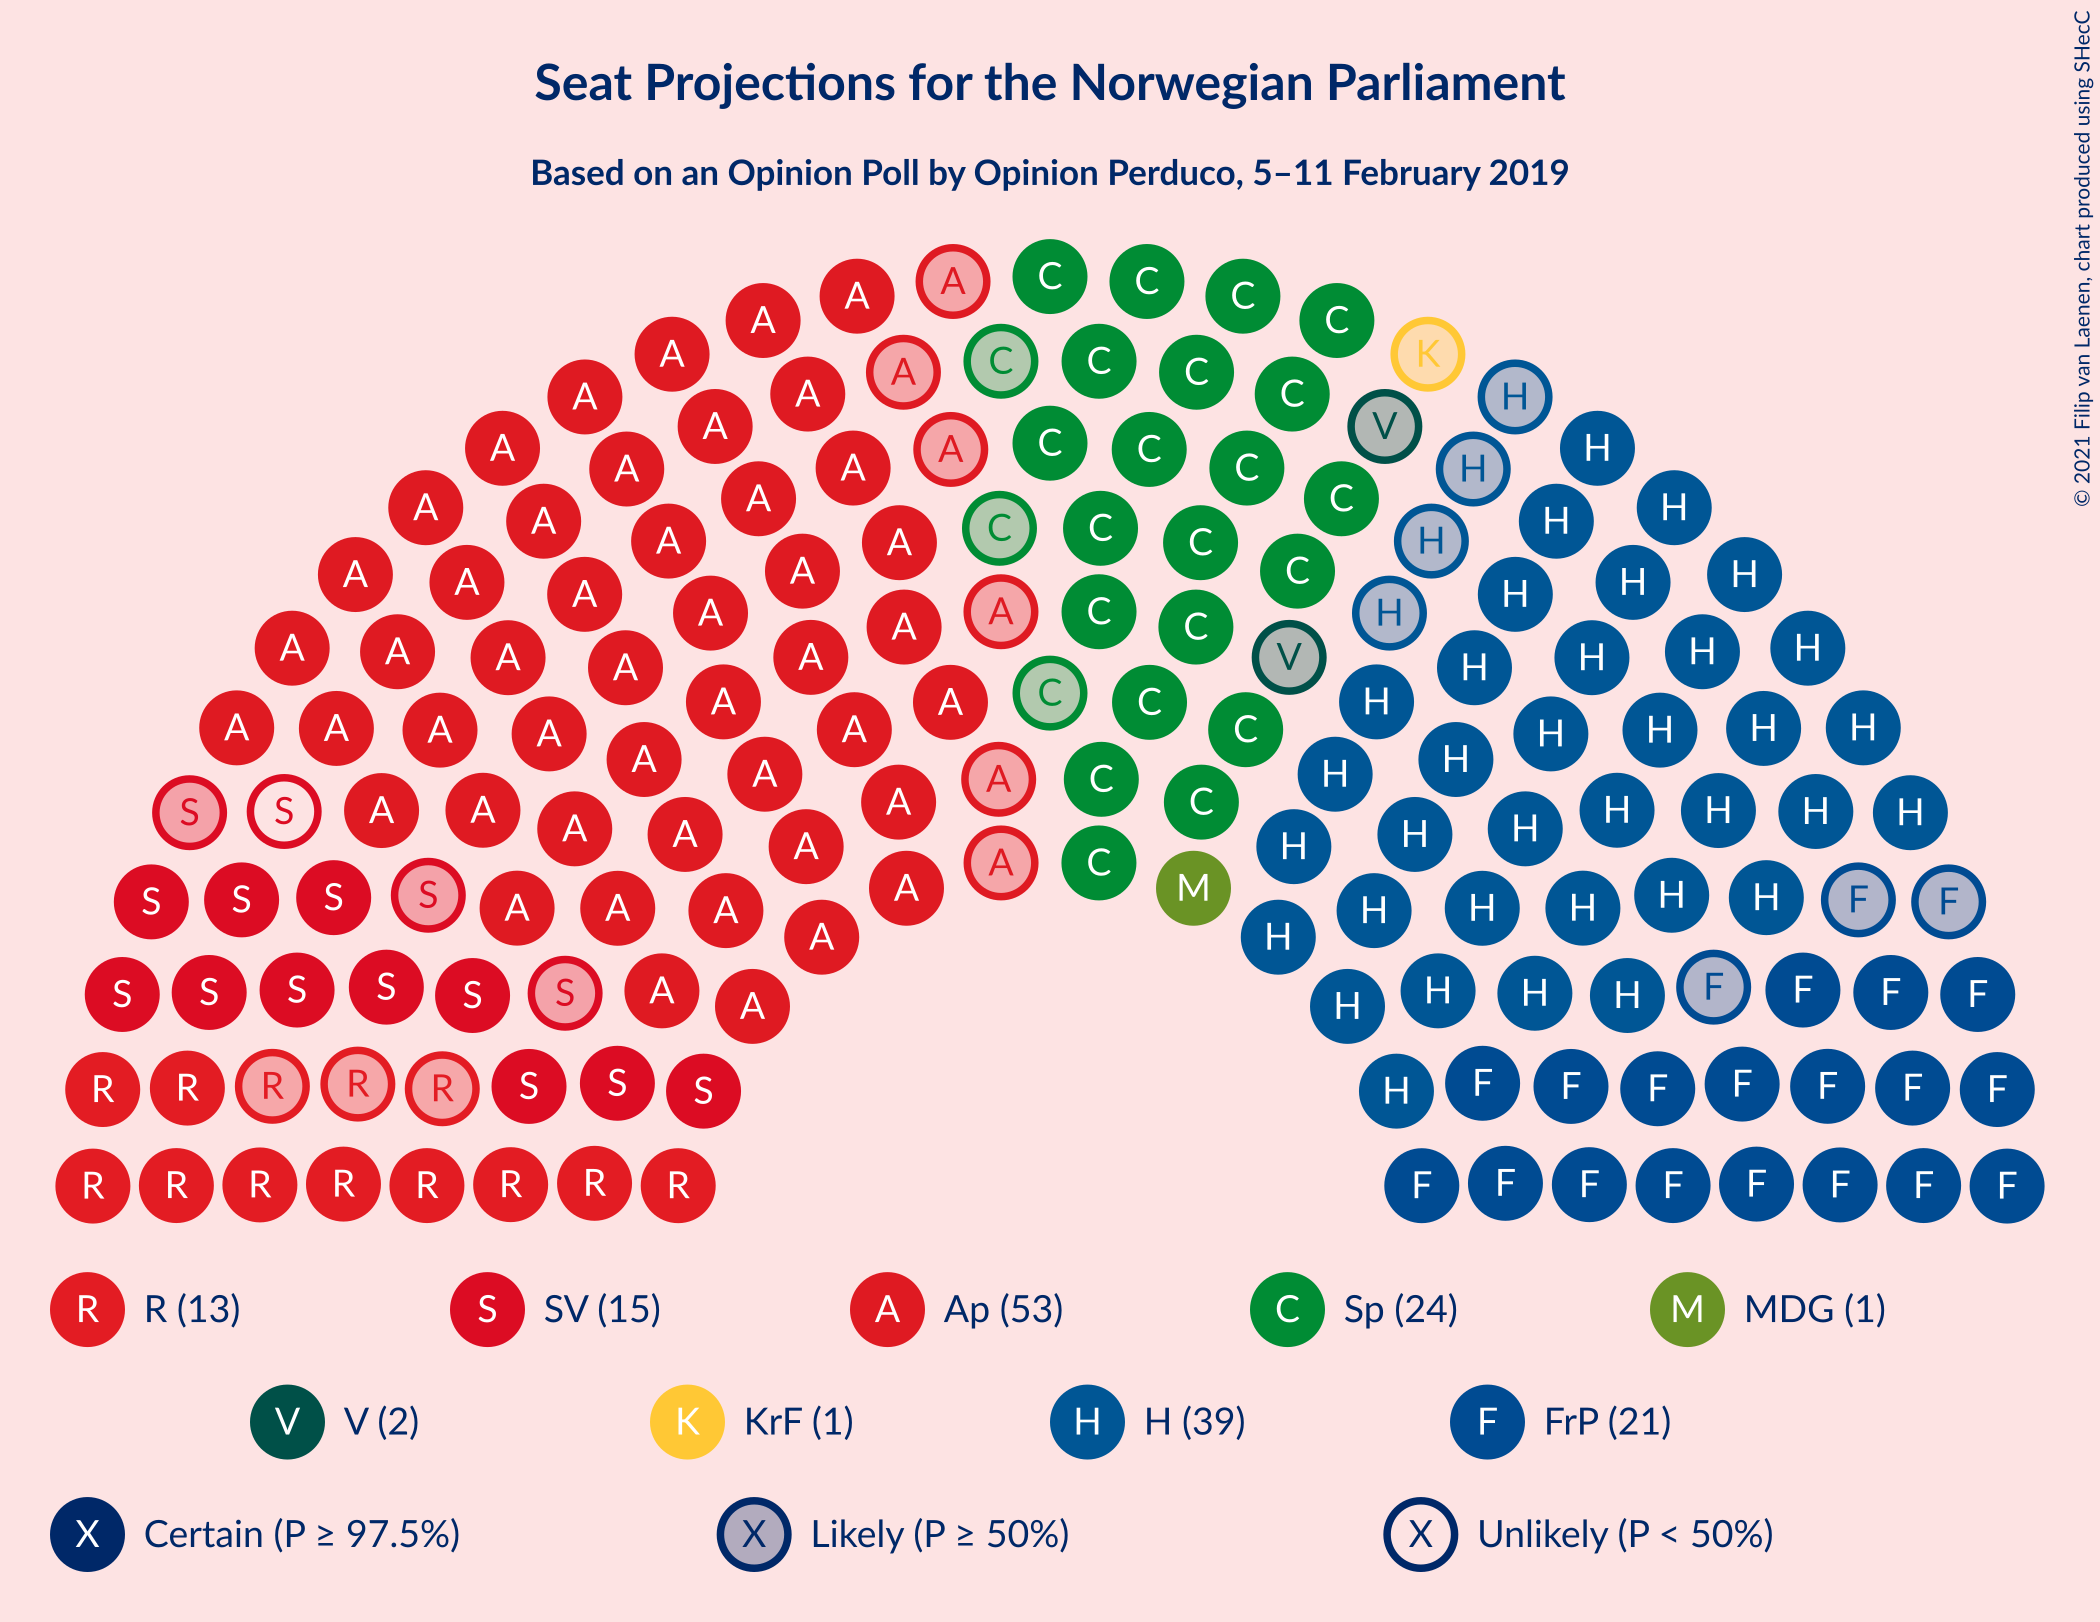 Seat Projections for the Norwegian Parliament
Based on an Opinion Poll by Opinion Perduco, 5–11 February 2019
© 2021 Filip van Laenen, chart produced using SHecC
A A A C C C C
A K
A A A C C C C H
A A V H
A A A C C C C H
A A A C H H
A A A C C C H H
A A A A C H H
A A A A C C H H H
A A A A V H H H
A A A A C C C H H H
A A A A A H H H H
S S A A A A A A C C H H H H H H H
A A A H H H
S S S S A A A A A C M H H H H H H F F
A A H
S S S S S S A A H H H H F F F F
R R R R R S S S H F F F F F F F
R R R R R R R R F F F F F F F F
R R (13) S SV (15) A Ap (53) C Sp (24) M MDG (1)
V V (2) K KrF (1) H H (39) F FrP (21)
X Certain (P ≥ 97.5%) X Likely (P ≥ 50%) X Unlikely (P < 50%)